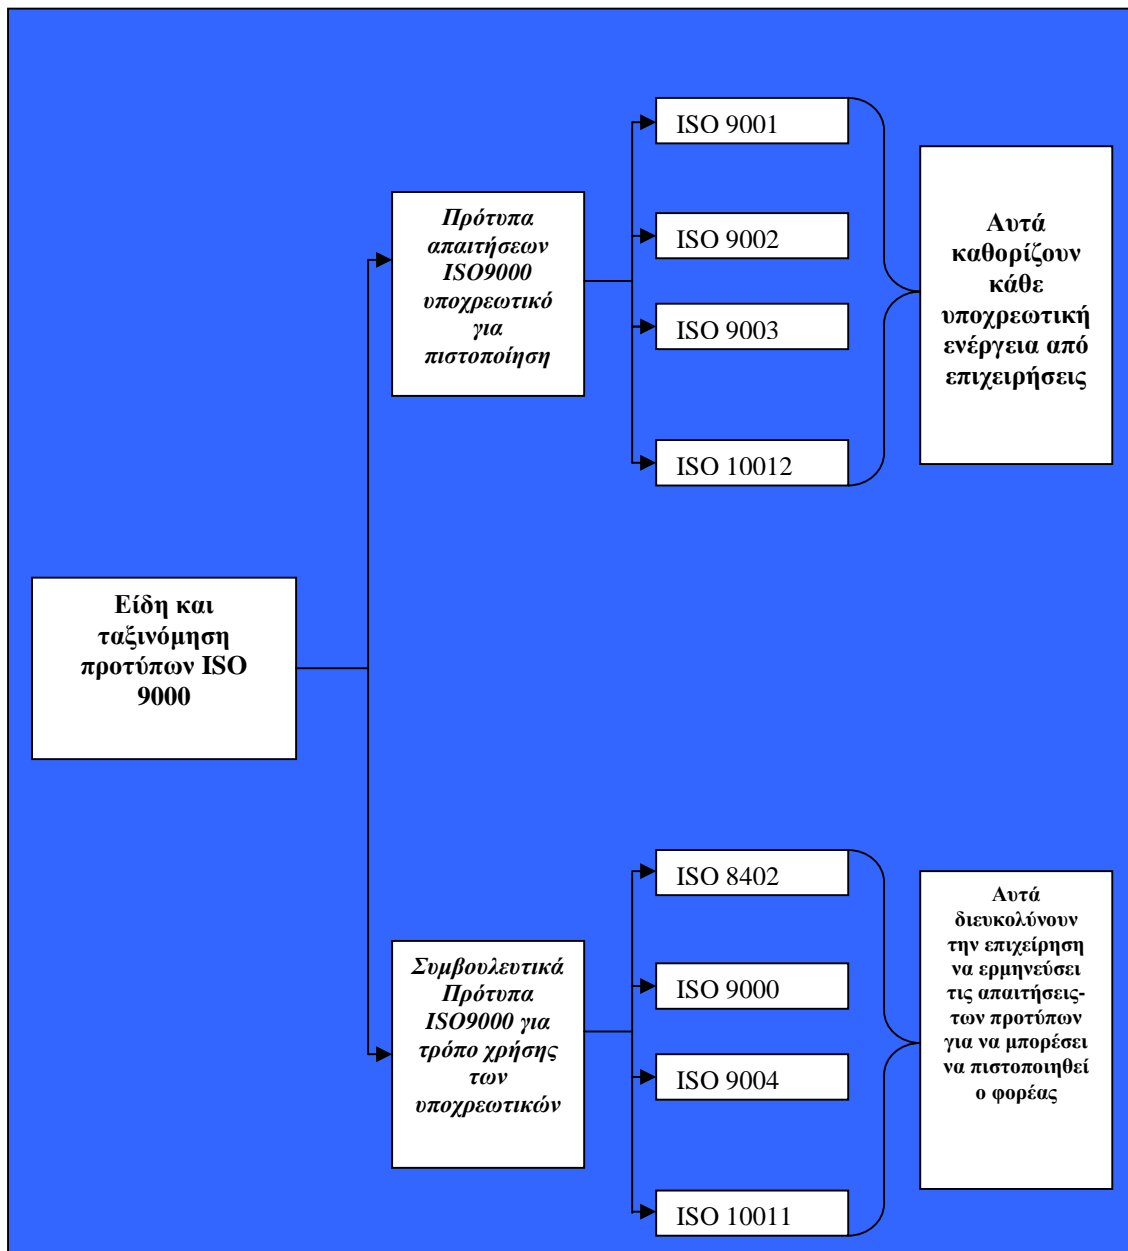 Είδη και
ταξινόμηση
προτύπων ISO
9000
Πρότυπα
απαιτήσεων
ISO9000
υποχρεωτικό
για
πιστοποίηση
ISO 9001
ISO 9002
ISO 9003
ISO 10012
Αυτά
καθορίζουν
κάθε
υποχρεωτική
ενέργεια από
επιχειρήσεις
Συμβουλευτικά
Πρότυπα
ISO9000 για
τρόπο χρήσης
των
υποχρεωτικών
ISO 8402
ISO 9000
ISO 9004
ISO 10011
Αυτά
διευκολύνουν
την επιχείρηση
να ερμηνεύσει
τις απαιτήσεις-
των προτύπων
για να μπορέσει
να πιστοποιηθεί
ο φορέας